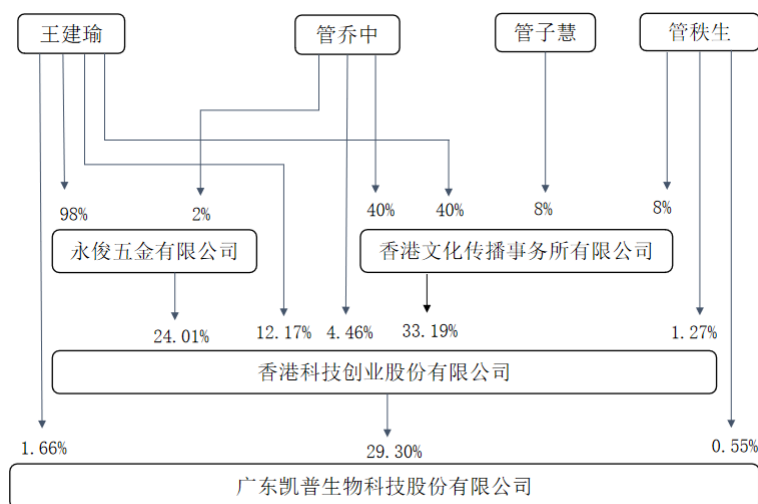 王建瑜 管乔中 管子慧 管秩生
98% 2% 40% 40% 8% 8%
永俊五金有限公司 香港文化传播事务所有限公司
24.01% 12.17% 4.46% 33.19% 1.27%
香港科技创业股份有限公司
1.66% 29.30% 0.55%
广东凯普生物科技股份有限公司